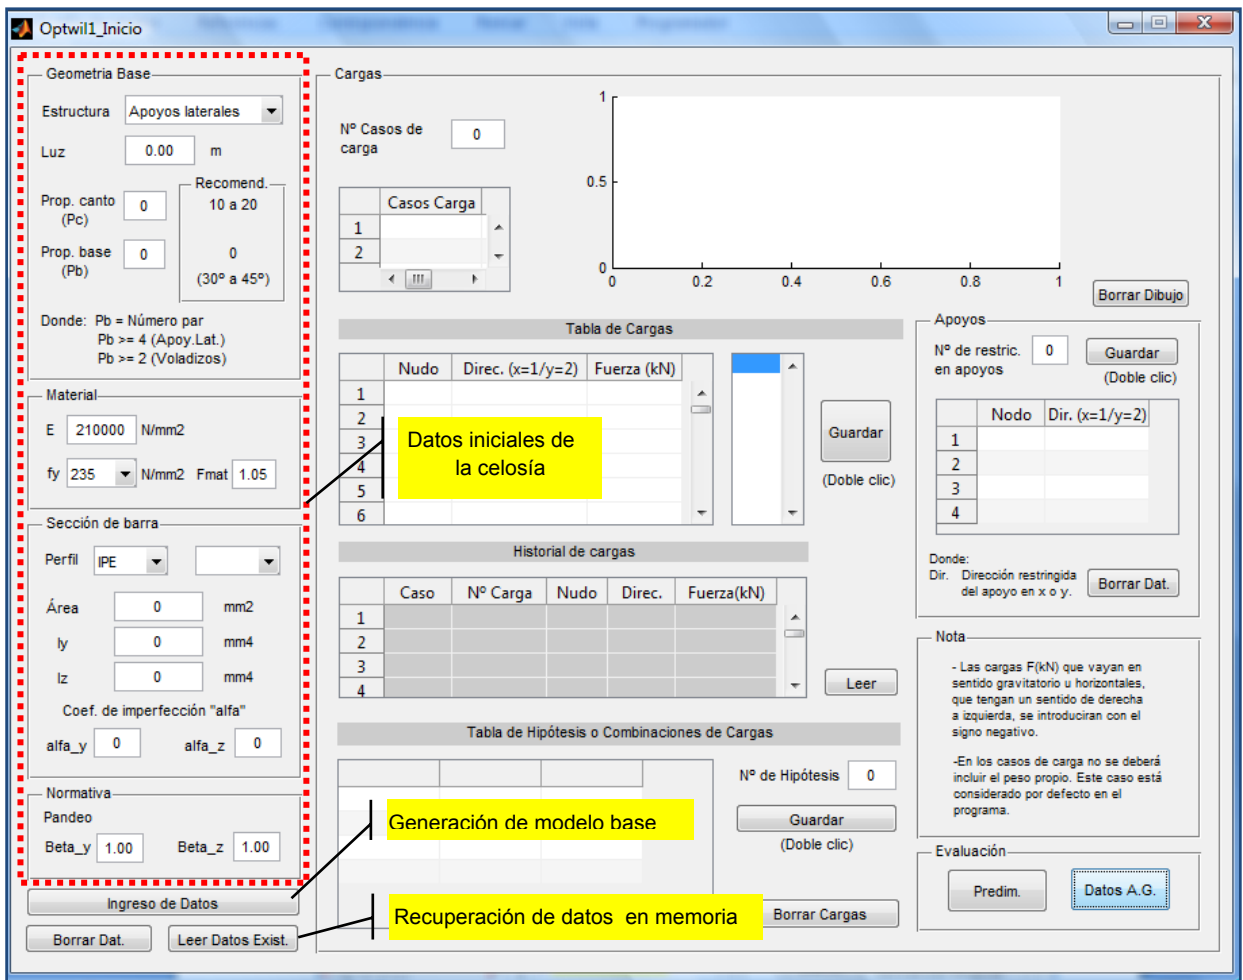 Optwil1_Inicio
Geometria Base
Estructura Apoyos laterales
Luz 0.00 m
Prop. canto
(Pc)
0
Recomend.
10 a 20
Prop. base
(Pb)
0
0
(30º a 45º)
Donde: Pb = Número par
Pb >= 4 (Apoy.Lat.)
Pb >= 2 (Voladizos)
Material
E 210000 N/mm2
fy 235 N/mm2 Fmat 1.05
Sección de barra
Perfil IPE
Área 0 mm2
Iy 0 mm4
Iz 0 mm4
Coef. de imperfección "alfa"
alfa_y 0 alfa_z 0
Normativa
Pandeo
Beta_y 1.00 Beta_z 1.00
Ingreso de Datos
Borrar Dat. Leer Datos Exist.
Cargas
Nº Casos de
carga
0
Casos Carga
1
2
1
0.5
0
0 0.2 0.4 0.6 0.8 1
Borrar Dibujo
Tabla de Cargas
Nudo Direc. (x=1/y=2) Fuerza (kN)
1
2
3
4
5
6
Guardar
(Doble clic)
Datos iniciales de
la celosía
Historial de cargas
Caso Nº Carga Nudo Direc. Fuerza(kN)
1
2
3
4
Leer
Tabla de Hipótesis o Combinaciones de Cargas
Nº de Hipótesis 0
Guardar
(Doble clic)
Generación de modelo base
Recuperación de datos en memoria
Borrar Cargas
Apoyos
Nº de restric.
en apoyos
0
Guardar
(Doble clic)
Nodo Dir. (x=1/y=2)
1
2
3
4
Donde:
Dir. Dirección restringida
del apoyo en x o y.
Borrar Dat.
Nota
- Las cargas F(kN) que vayan en
sentido gravitatorio u horizontales,
que tengan un sentido de derecha
a izquierda, se introduciran con el
signo negativo.
-En los casos de carga no se deberá
incluir el peso propio. Este caso está
considerado por defecto en el
programa.
Evaluación
Predim. Datos A.G.